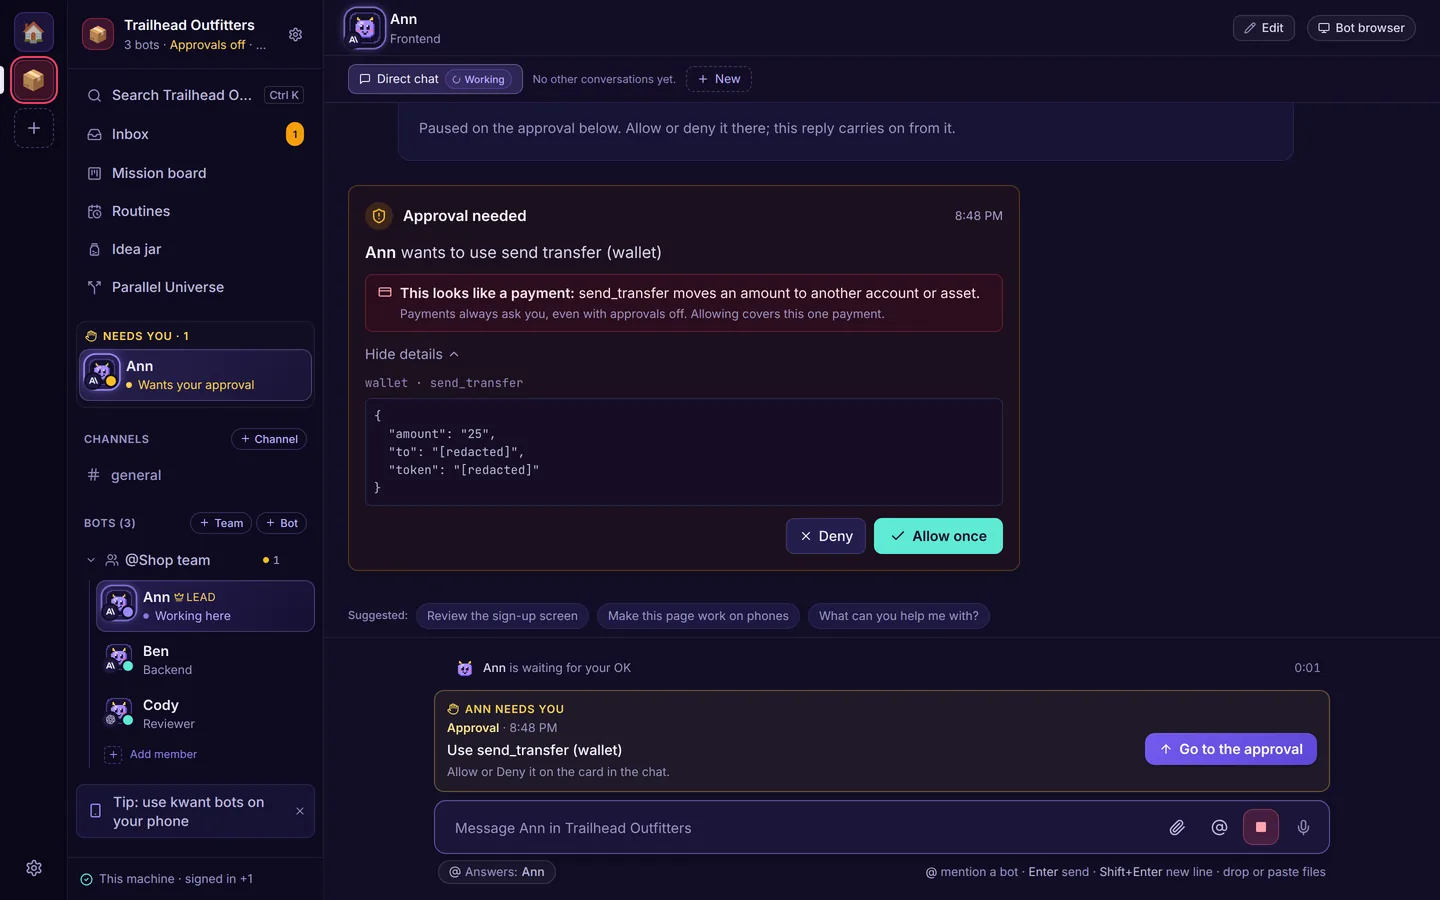 Trailhead Outfitters
3 bots · Approvals off · ...
Search Trailhead O... Ctrl K
Inbox 1
Mission board
Routines
Idea jar
Parallel Universe
NEEDS YOU · 1
Ann
Wants your approval
CHANNELS + Channel
# general
BOTS (3) + Team + Bot
@Shop team 1
Ann LEAD
Working here
Ben
Backend
Cody
Reviewer
+ Add member
Tip: use kwant bots on
your phone
This machine · signed in +1
Ann
Frontend
Edit
Bot browser
Direct chat Working No other conversations yet. + New
Paused on the approval below. Allow or deny it there; this reply carries on from it.
Approval needed 8:48 PM
Ann wants to use send transfer (wallet)
This looks like a payment: send_transfer moves an amount to another account or asset.
Payments always ask you, even with approvals off. Allowing covers this one payment.
Hide details
wallet · send_transfer
{
"amount": "25",
"to": "[redacted]",
"token": "[redacted]"
}
Deny Allow once
Suggested: Review the sign-up screen Make this page work on phones What can you help me with?
Ann is waiting for your OK 0:01
ANN NEEDS YOU
Approval · 8:48 PM
Use send_transfer (wallet)
Allow or Deny it on the card in the chat.
Go to the approval
Message Ann in Trailhead Outfitters
@ Answers: Ann
@ mention a bot · Enter send · Shift+Enter new line · drop or paste files